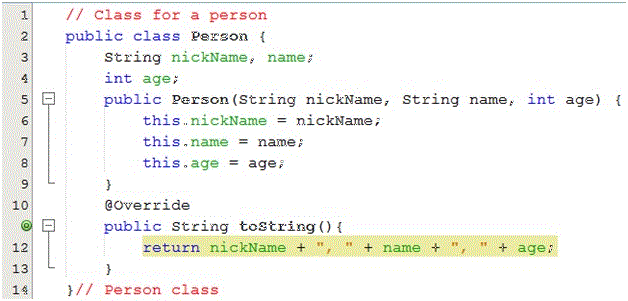 1 // Class for a person
2 public class Person {
3 String nickName, name;
4 int age;
5 public Person(String nickName, String name, int age) {
6 this.nickName = nickName;
7 this.name = name;
8 this.age = age;
9 }
10 @Override
public String toString(){
12 return nickName + ", " + name + ", " + age;
13 }
14 }// Person class